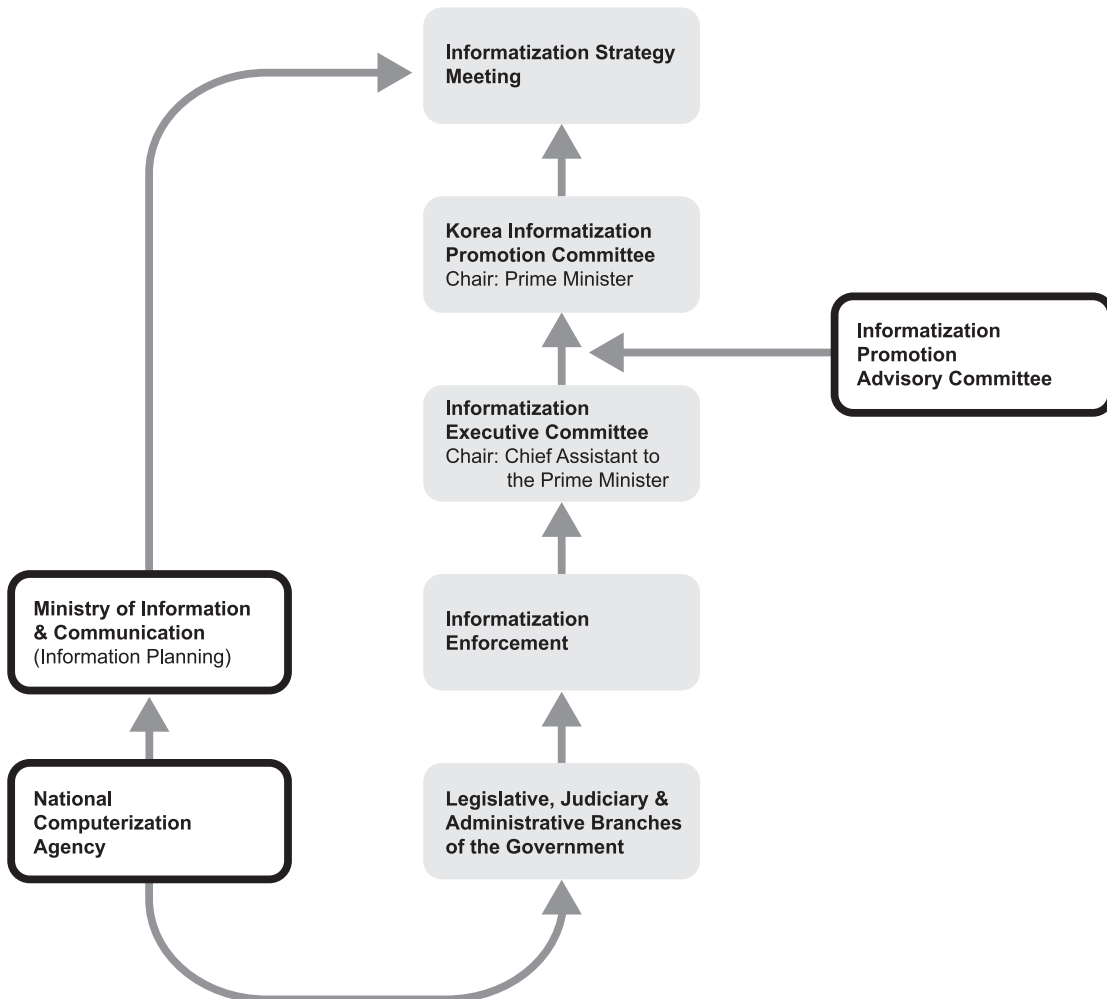 Informatization Strategy
Meeting
Korea Informatization
Promotion Committee
Chair: Prime Minister
Informatization
Promotion
Advisory Committee
Informatization
Executive Committee
Chair: Chief Assistant to
the Prime Minister
Ministry of Information
& Communication
(Information Planning)
Informatization
Enforcement
National
Computerization
Agency
Legislative, Judiciary &
Administrative Branches
of the Government